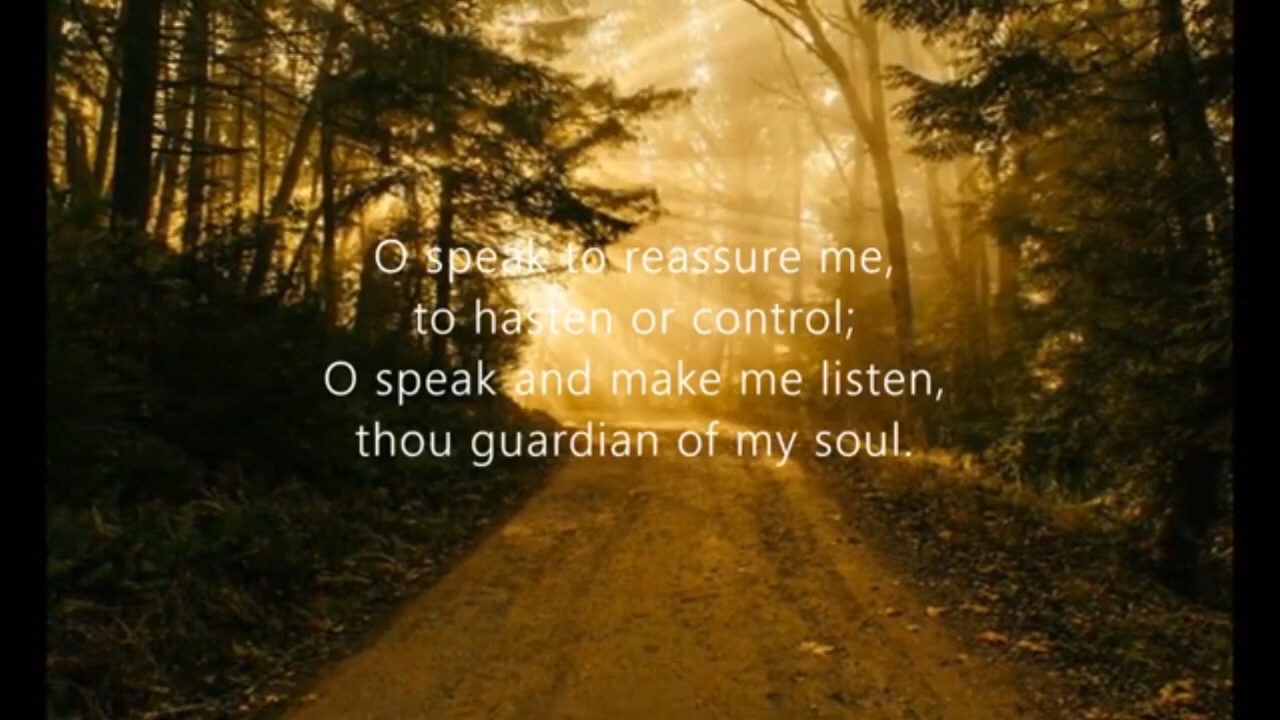 O speak to reassure me,
to hasten or control;
O speak and make me listen,
thou guardian of my soul.